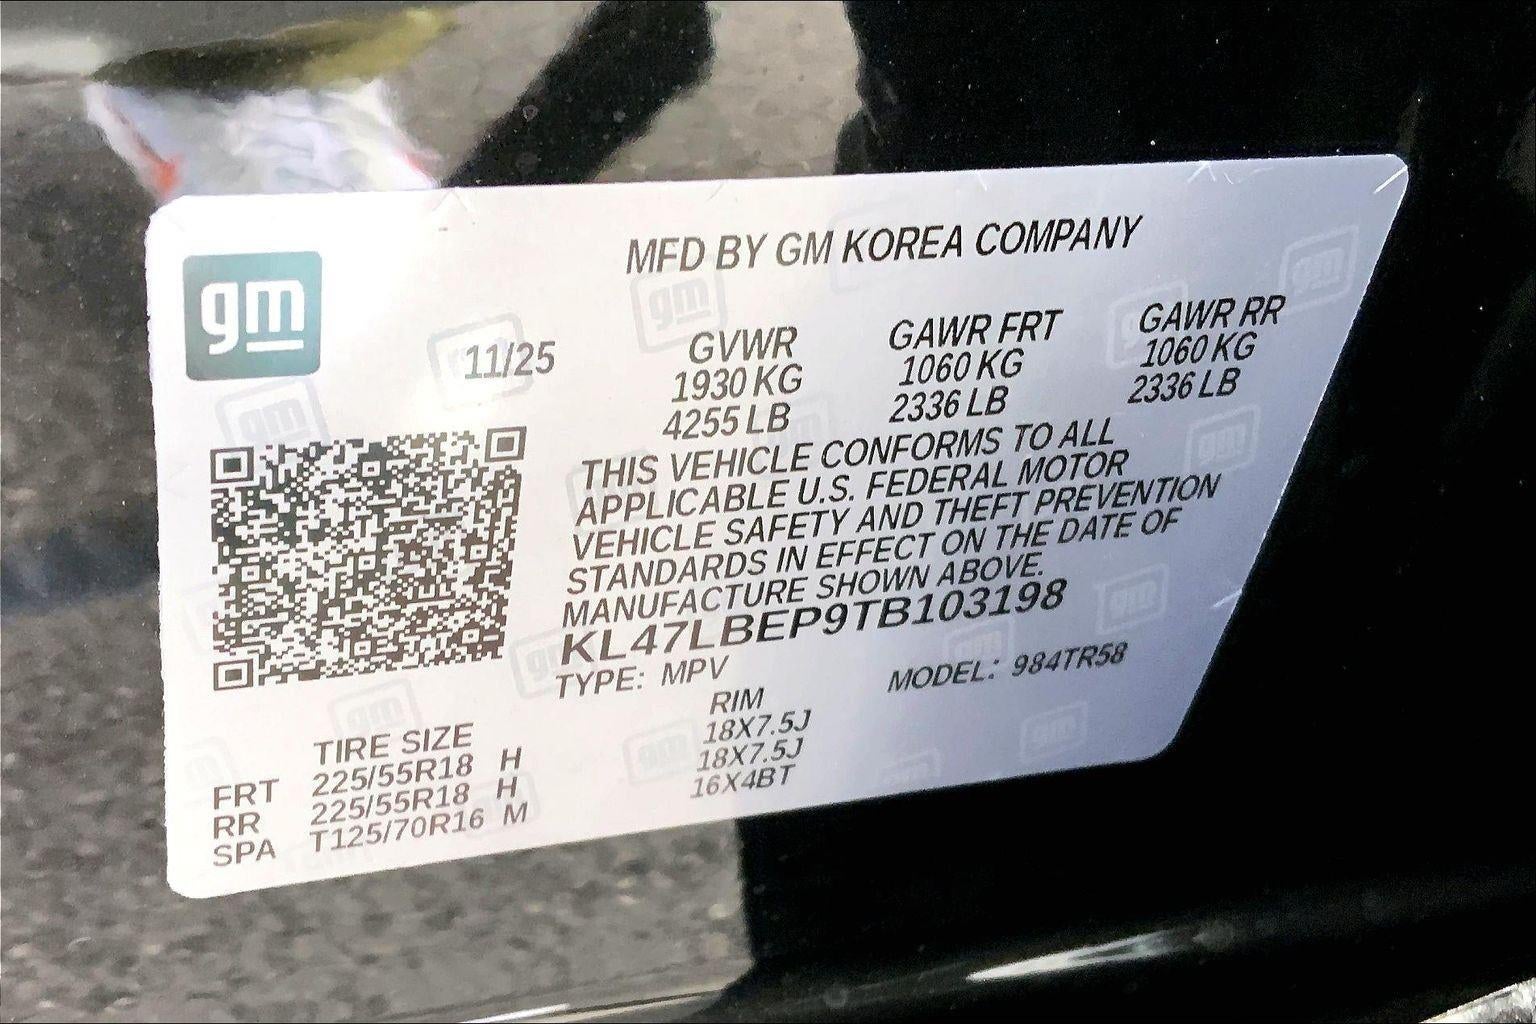 gm
MFD BY GM KOREA COMPANY
11/25
GVWR GAWR FRT GAWR RR
1930 KG 1060 KG 1060 KG
4255 LB 2336 LB 2336 LB
THIS VEHICLE CONFORMS TO ALL
APPLICABLE U.S. FEDERAL MOTOR
VEHICLE SAFETY AND THEFT PREVENTION
STANDARDS IN EFFECT ON THE DATE OF
MANUFACTURE SHOWN ABOVE.
KL47LBEP9TB103198
TYPE: MPV MODEL: 984TR58
TIRE SIZE RIM
FRT 225/55R18 H 18X7.5J
RR 225/55R18 H 18X7.5J
SPA T125/70R16 M 16X4BT